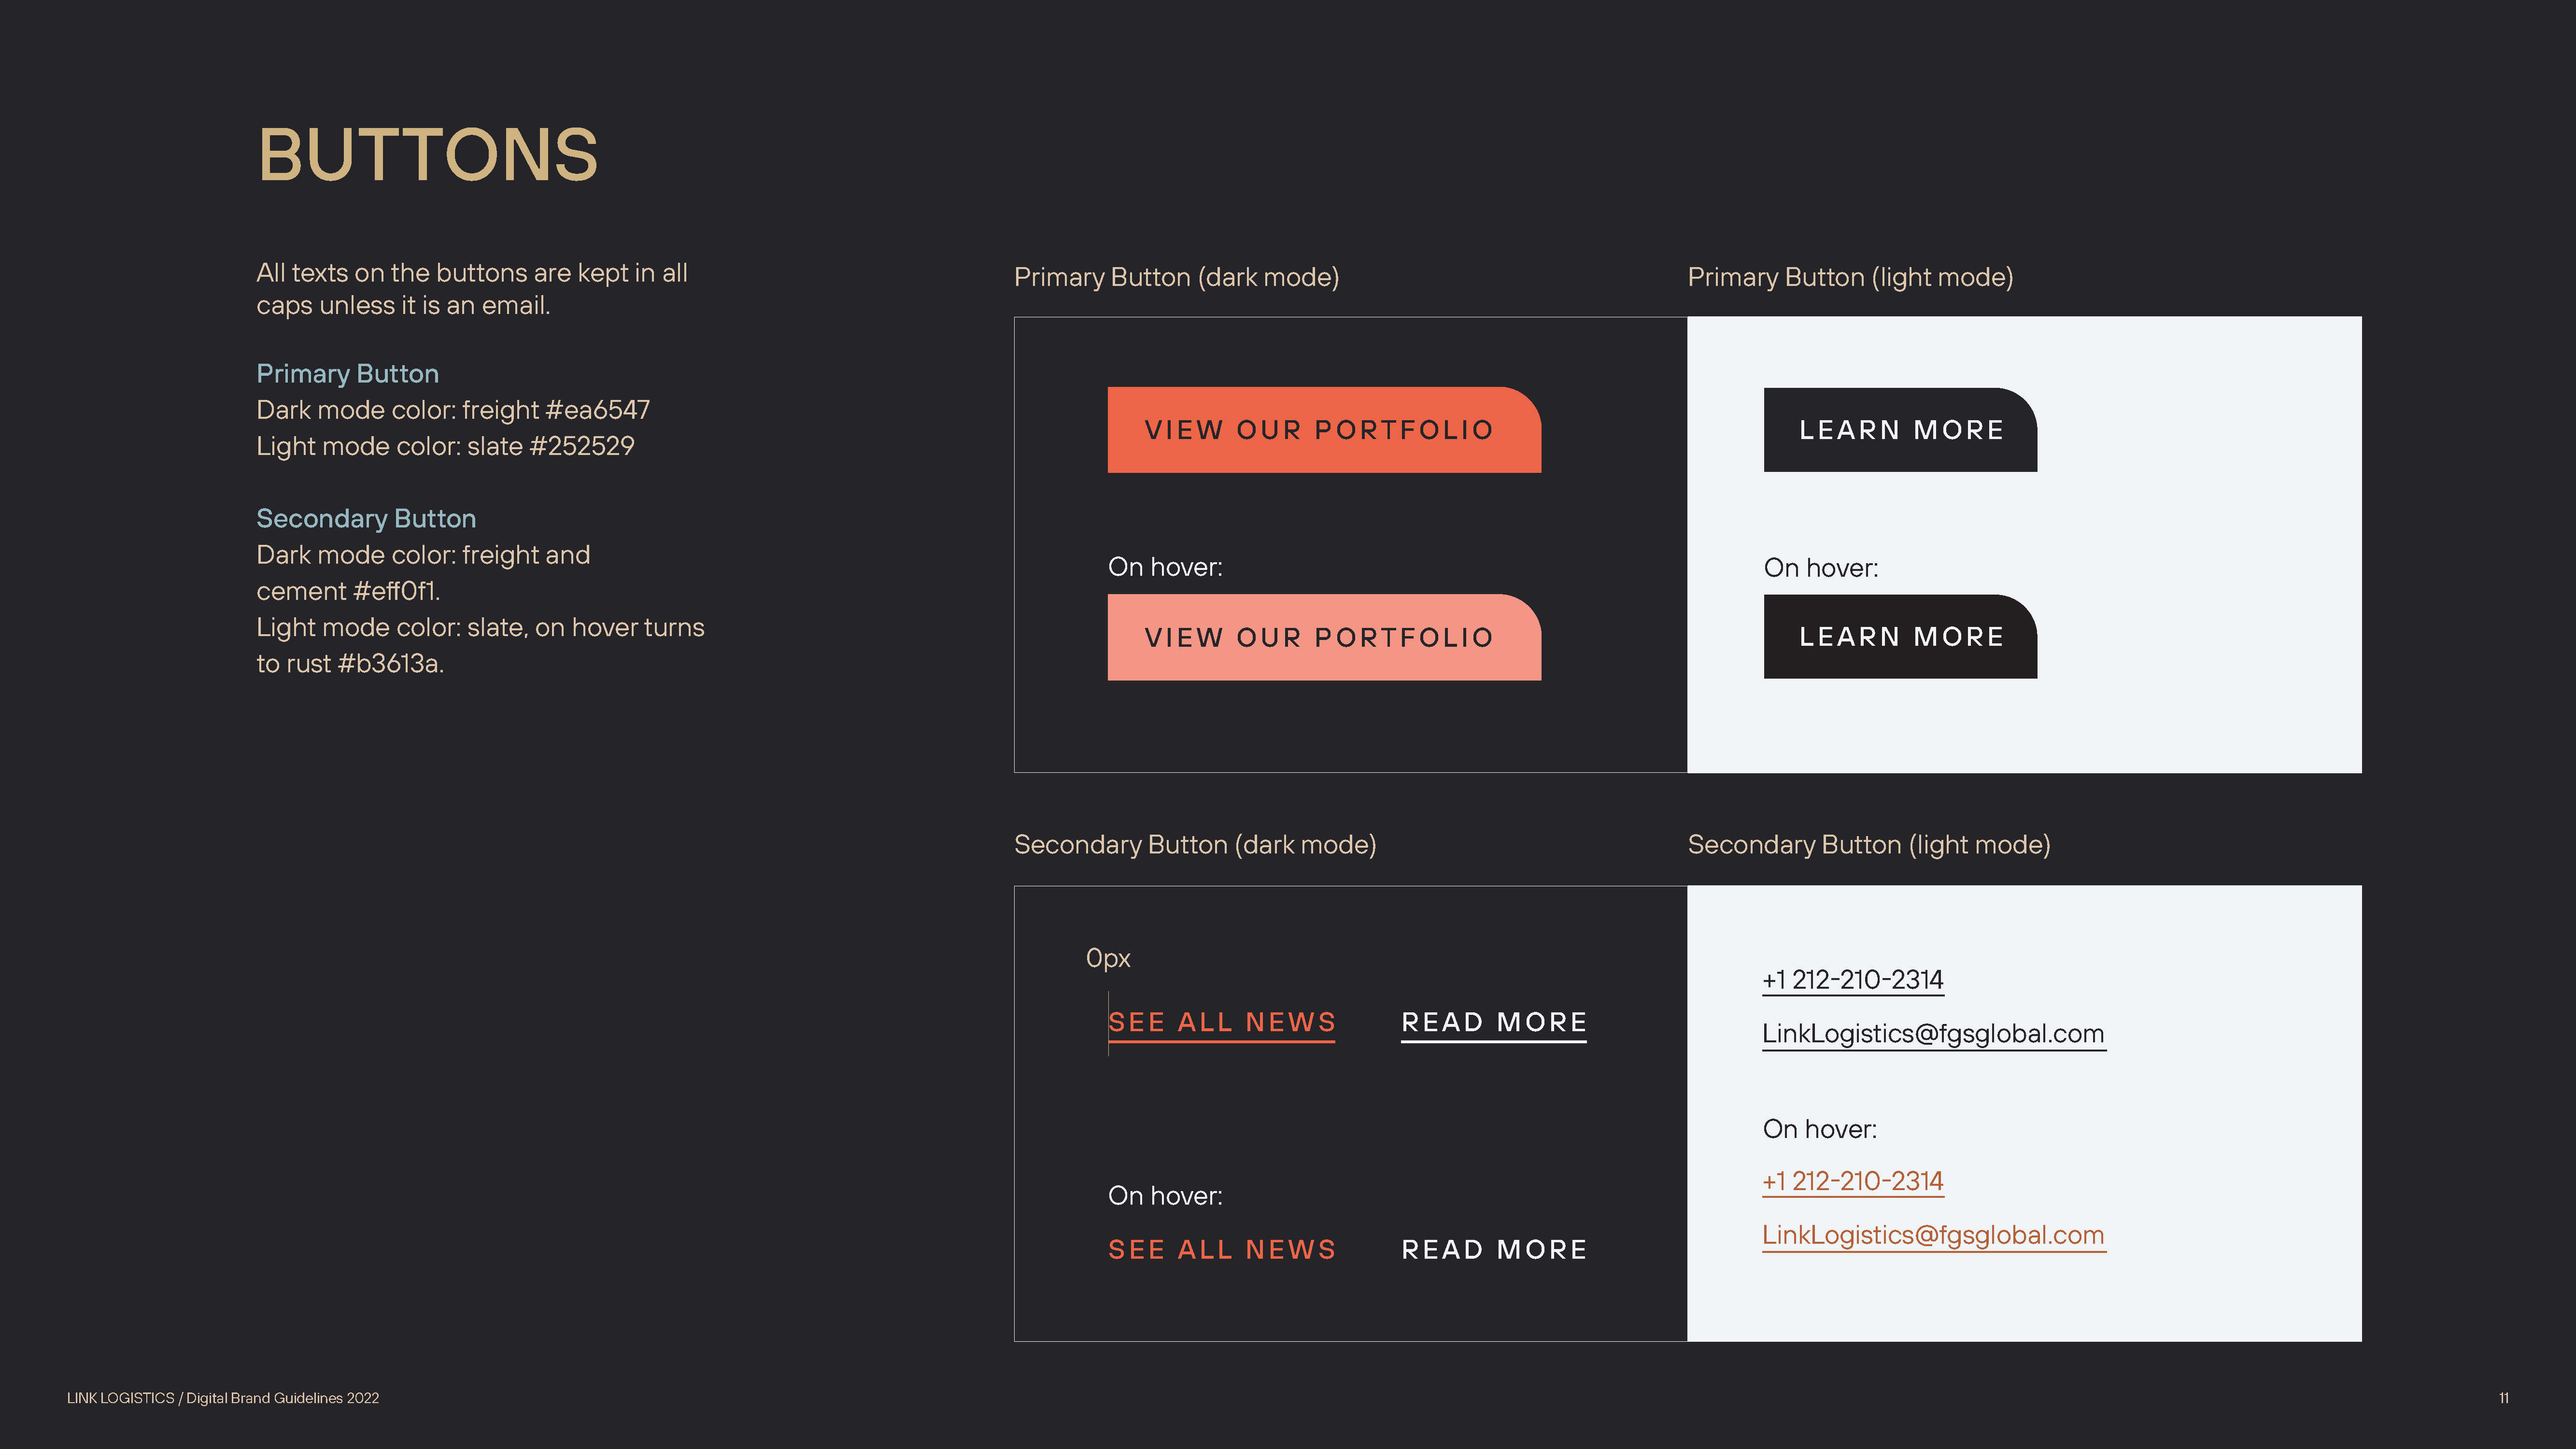 BUTTONS
All texts on the buttons are kept in all
caps unless it is an email.
Primary Button
Dark mode color: freight #ea6547
Light mode color: slate #252529
Secondary Button
Dark mode color: freight and
cement #eff0f1.
Light mode color: slate, on hover turns
to rust #b3613a.
Primary Button (dark mode)
VIEW OUR PORTFOLIO
On hover:
VIEW OUR PORTFOLIO
Primary Button (light mode)
LEARN MORE
On hover:
LEARN MORE
Secondary Button (dark mode)
0px
SEE ALL NEWS READ MORE
On hover:
SEE ALL NEWS READ MORE
Secondary Button (light mode)
+1 212-210-2314
LinkLogistics@fgsglobal.com
On hover:
+1 212-210-2314
LinkLogistics@fgsglobal.com
LINK LOGISTICS / Digital Brand Guidelines 2022
11